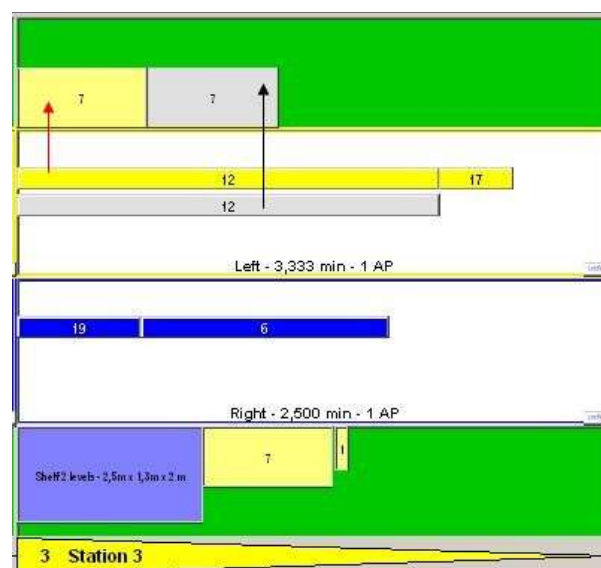 7 7
12 17
12
Left - 3,333 min - 1 AP
19 6
Right - 2,500 min - 1 AP
Shelf 2 levels - 2,5m x 1,3m x 2 m
7 1
3 Station 3